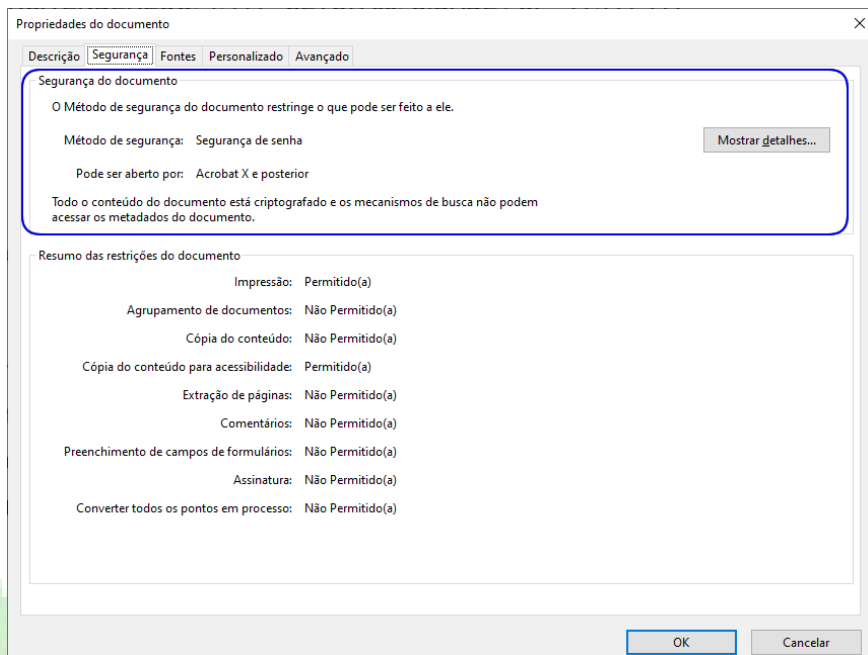 Propriedades do documento
Descrição Segurança Fontes Personalizado Avançado
Segurança do documento
O Método de segurança do documento restringe o que pode ser feito a ele.
Método de segurança: Segurança de senha Mostrar detalhes...
Pode ser aberto por: Acrobat X e posterior
Todo o conteúdo do documento está criptografado e os mecanismos de busca não podem
acessar os metadados do documento.
Resumo das restrições do documento
Impressão: Permitido(a)
Agrupamento de documentos: Não Permitido(a)
Cópia do conteúdo: Não Permitido(a)
Cópia do conteúdo para acessibilidade: Permitido(a)
Extração de páginas: Não Permitido(a)
Comentários: Não Permitido(a)
Preenchimento de campos de formulários: Não Permitido(a)
Assinatura: Não Permitido(a)
Converter todos os pontos em processo: Não Permitido(a)
OK Cancelar